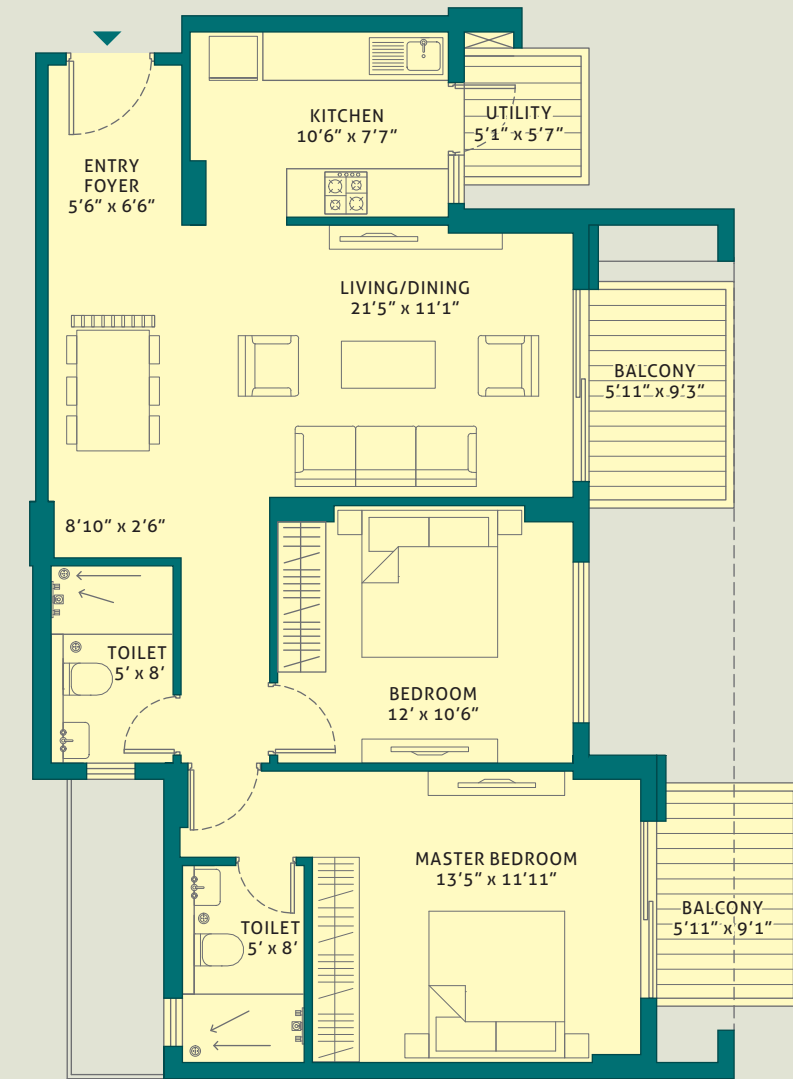 KITCHEN
10'6" x 7'7"
UTILITY
5'1" x 5'7"
ENTRY
FOYER
5'6" x 6'6"
LIVING/DINING
21'5" x 11'1"
BALCONY
5'11" x 9'3"
8'10" x 2'6"
TOILET
5' x 8'
BEDROOM
12' x 10'6"
MASTER BEDROOM
13'5" x 11'11"
TOILET
5' x 8'
BALCONY
5'11" x 9'1"